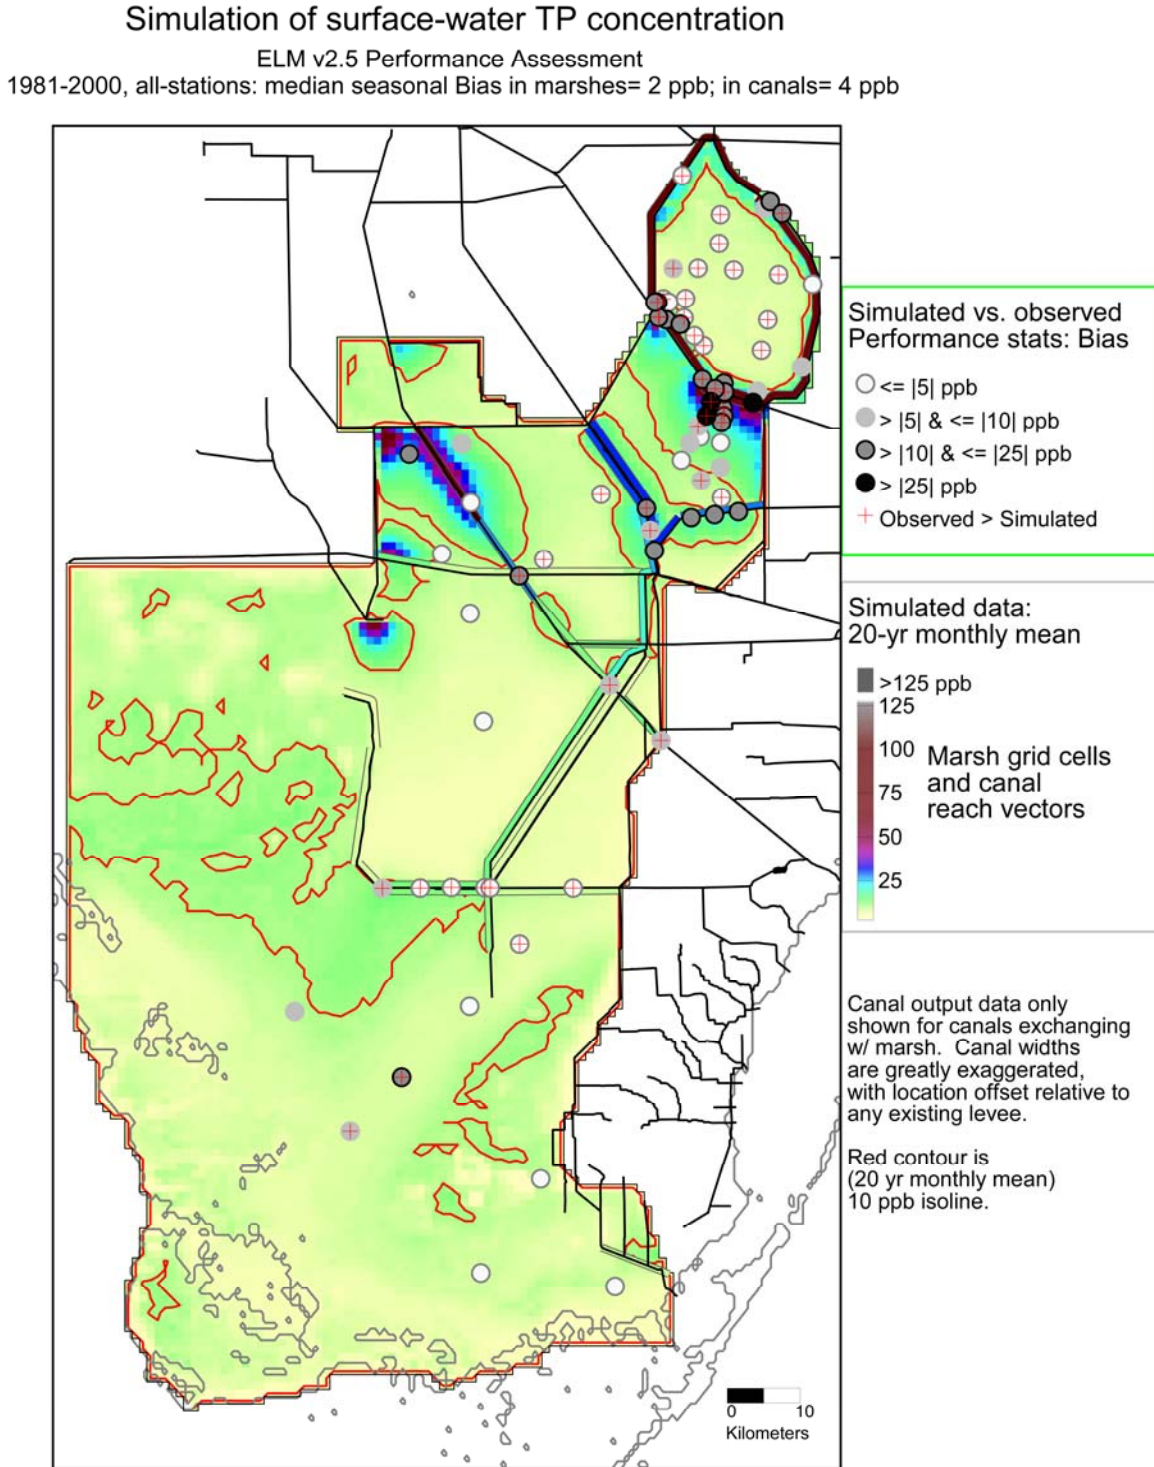 Simulation of surface-water TP concentration
ELM v2.5 Performance Assessment
1981-2000, all-stations: median seasonal Bias in marshes= 2 ppb; in canals= 4 ppb
Simulated vs. observed
Performance stats: Bias
<= |5| ppb
> |5| & <= |10| ppb
> |10| & <= |25| ppb
> |25| ppb
Observed > Simulated
Simulated data:
20-yr monthly mean
>125 ppb
125
100
75
50
25
Marsh grid cells
and canal
reach vectors
Canal output data only
shown for canals exchanging
w/ marsh. Canal widths
are greatly exaggerated,
with location offset relative to
any existing levee.
Red contour is
(20 yr monthly mean)
10 ppb isoline.
0 10
Kilometers